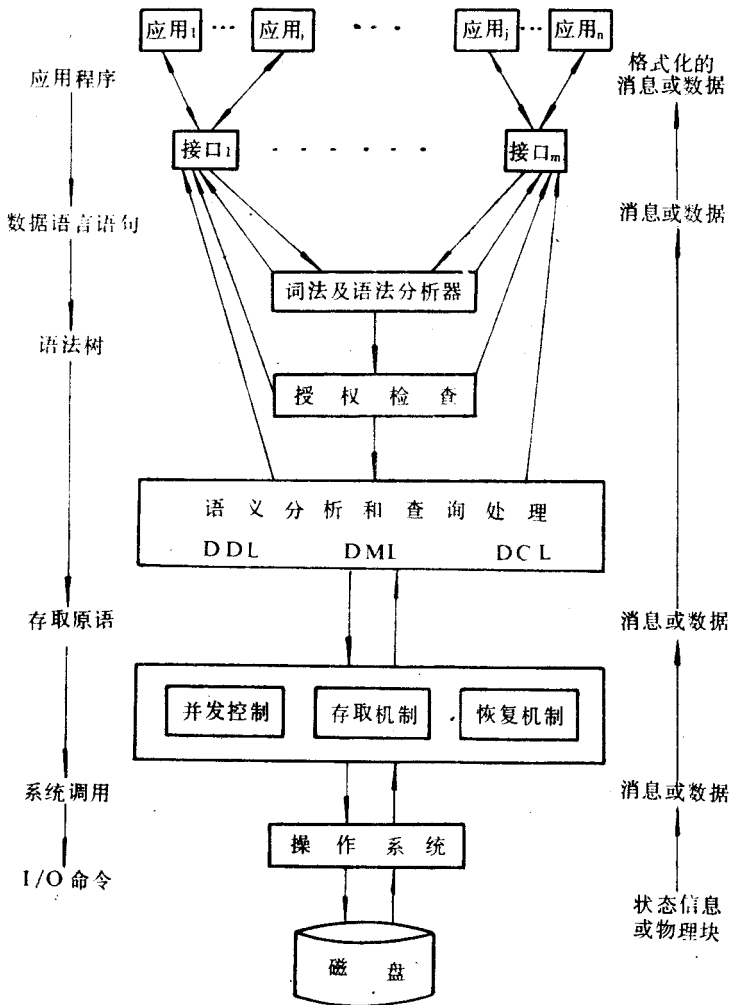 应用1 ··· 应用i · · · 应用j ··· 应用n
应用程序
格式化的
消息或数据
接口1 · · · · · · 接口m
数据语言语句
消息或数据
词法及语法分析器
语法树
授权检查
语义分析和查询处理
DDL DML DCL
存取原语
消息或数据
并发控制 存取机制 恢复机制
系统调用
消息或数据
操作系统
I/O命令
状态信息
或物理块
磁盘